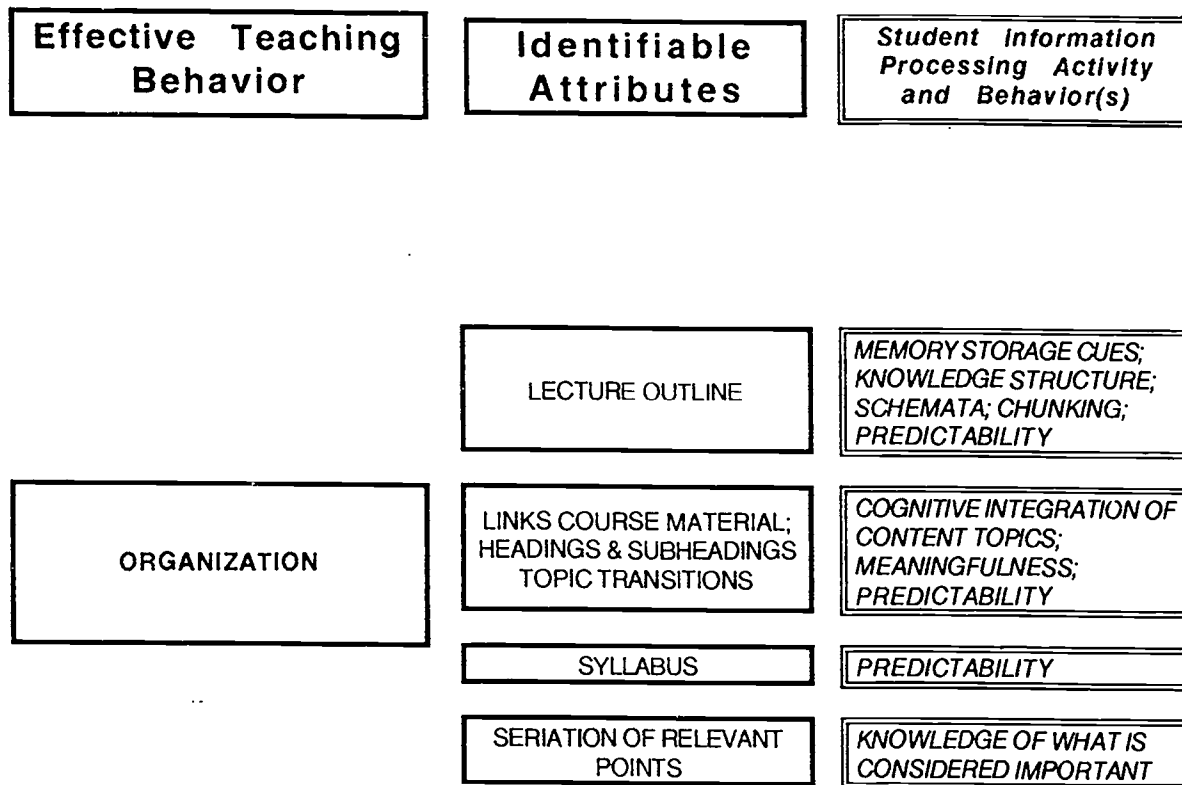 Effective Teaching
Behavior
Identifiable
Attributes
Student Information
Processing Activity
and Behavior(s)
LECTURE OUTLINE
MEMORY STORAGE CUES;
KNOWLEDGE STRUCTURE;
SCHEMATA; CHUNKING;
PREDICTABILITY
ORGANIZATION
LINKS COURSE MATERIAL;
HEADINGS & SUBHEADINGS
TOPIC TRANSITIONS
COGNITIVE INTEGRATION OF
CONTENT TOPICS;
MEANINGFULNESS;
PREDICTABILITY
SYLLABUS
PREDICTABILITY
SERIATION OF RELEVANT
POINTS
KNOWLEDGE OF WHAT IS
CONSIDERED IMPORTANT